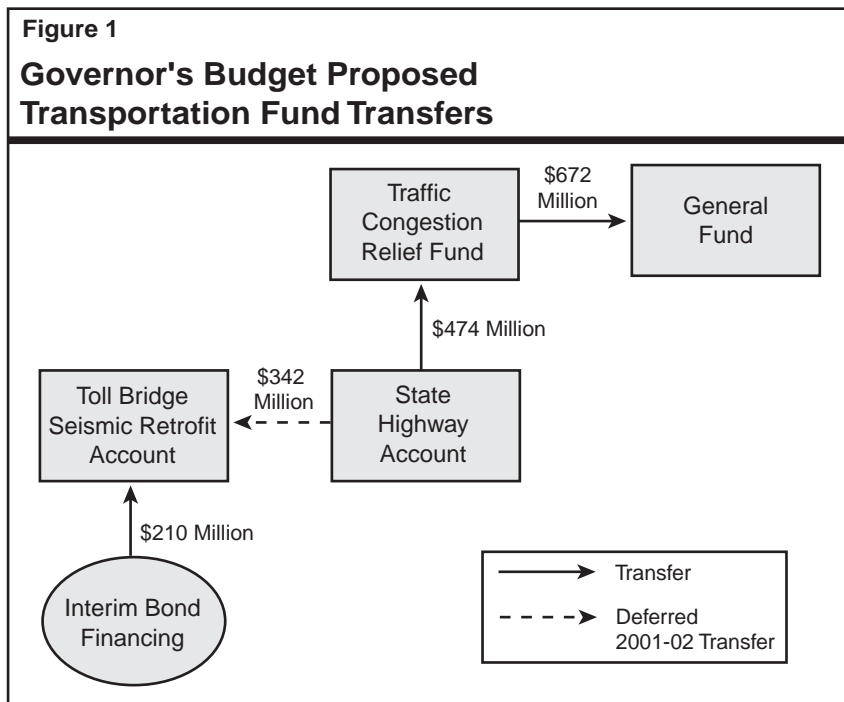 Figure 1
Governor's Budget Proposed
Transportation Fund Transfers
Traffic
Congestion
Relief Fund
$672
Million
General
Fund
$474 Million
Toll Bridge
Seismic Retrofit
Account
$342
Million
State
Highway
Account
$210 Million
Interim Bond
Financing
Transfer
Deferred
2001-02 Transfer